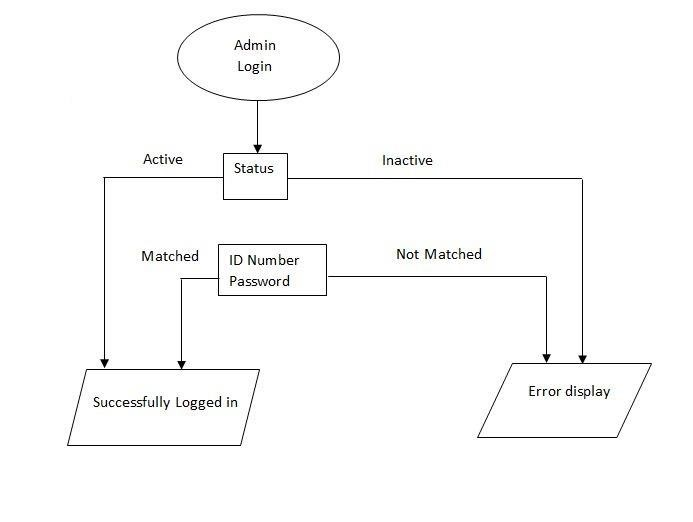 Admin
Login
Active
Status
Inactive
Matched
ID Number
Password
Not Matched
Successfully Logged in
Error display